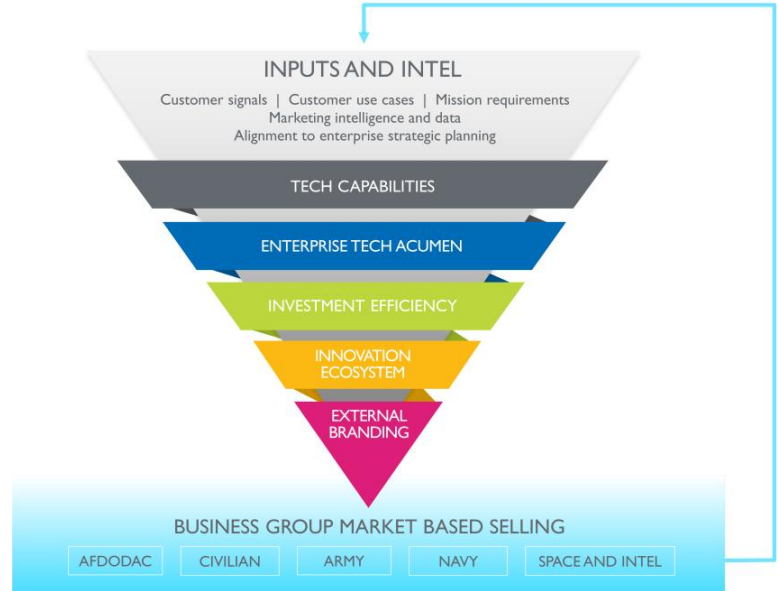 INPUTS AND INTEL
Customer signals | Customer use cases | Mission requirements
Marketing intelligence and data
Alignment to enterprise strategic planning
TECH CAPABILITIES
ENTERPRISE TECH ACUMEN
INVESTMENT EFFICIENCY
INNOVATION
ECOSYSTEM
EXTERNAL
BRANDING
BUSINESS GROUP MARKET BASED SELLING
AFDODAC
CIVILIAN
ARMY
NAVY
SPACE AND INTEL